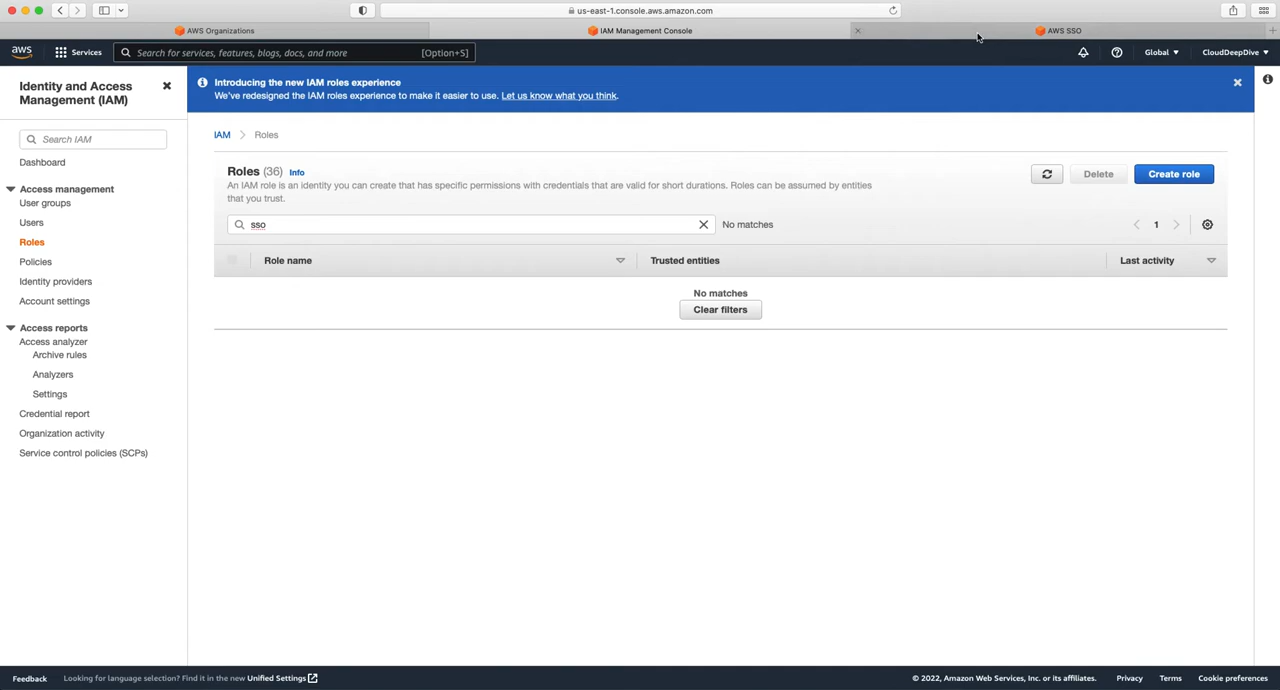 us-east-1.console.aws.amazon.com
AWS Organizations
IAM Management Console
AWS SSO
aws
Services
Search for services, features, blogs, docs, and more
[Option+S]
Global
CloudDeepDive
Identity and Access
Management (IAM)
Search IAM
Dashboard
Access management
User groups
Users
Roles
Policies
Identity providers
Account settings
Access reports
Access analyzer
Archive rules
Analyzers
Settings
Credential report
Organization activity
Service control policies (SCPs)
Introducing the new IAM roles experience
We've redesigned the IAM roles experience to make it easier to use. Let us know what you think.
IAM > Roles
Roles (36) Info
An IAM role is an identity you can create that has specific permissions with credentials that are valid for short durations. Roles can be assumed by entities
that you trust.
Delete
Create role
sso
No matches
1
Role name
Trusted entities
Last activity
No matches
Clear filters
Feedback
Looking for language selection? Find it in the new Unified Settings
© 2022, Amazon Web Services, Inc. or its affiliates.
Privacy
Terms
Cookie preferences